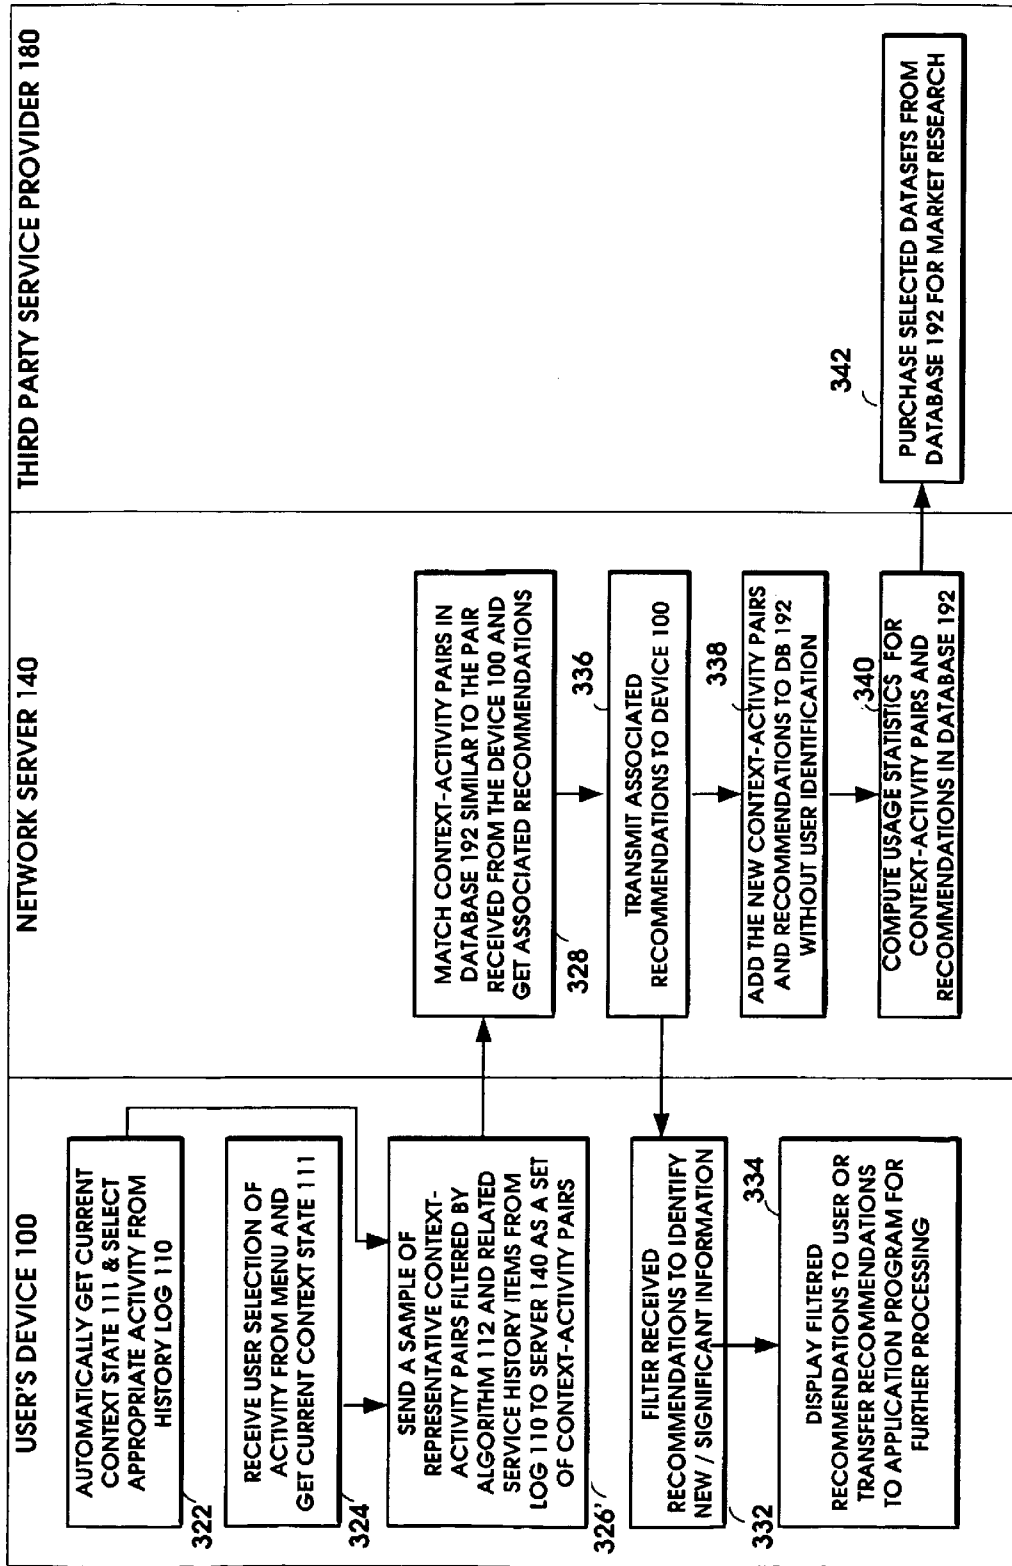 USER'S DEVICE 100
AUTOMATICALLY GET CURRENT
CONTEXT STATE 111 & SELECT
APPROPRIATE ACTIVITY FROM
HISTORY LOG 110
322
RECEIVE USER SELECTION OF
ACTIVITY FROM MENU AND
GET CURRENT CONTEXT STATE 111
324
SEND A SAMPLE OF
REPRESENTATIVE CONTEXT-
ACTIVITY PAIRS FILTERED BY
ALGORITHM 112 AND RELATED
SERVICE HISTORY ITEMS FROM
LOG 110 TO SERVER 140 AS A SET
OF CONTEXT-ACTIVITY PAIRS
326'
FILTER RECEIVED
RECOMMENDATIONS TO IDENTIFY
NEW / SIGNIFICANT INFORMATION
332
334
DISPLAY FILTERED
RECOMMENDATIONS TO USER OR
TRANSFER RECOMMENDATIONS
TO APPLICATION PROGRAM FOR
FURTHER PROCESSING
NETWORK SERVER 140
MATCH CONTEXT-ACTIVITY PAIRS IN
DATABASE 192 SIMILAR TO THE PAIR
RECEIVED FROM THE DEVICE 100 AND
GET ASSOCIATED RECOMMENDATIONS
328
336
TRANSMIT ASSOCIATED
RECOMMENDATIONS TO DEVICE 100
338
ADD THE NEW CONTEXT-ACTIVITY PAIRS
AND RECOMMENDATIONS TO DB 192
WITHOUT USER IDENTIFICATION
340
COMPUTE USAGE STATISTICS FOR
CONTEXT-ACTIVITY PAIRS AND
RECOMMENDATIONS IN DATABASE 192
THIRD PARTY SERVICE PROVIDER 180
342
PURCHASE SELECTED DATASETS FROM
DATABASE 192 FOR MARKET RESEARCH